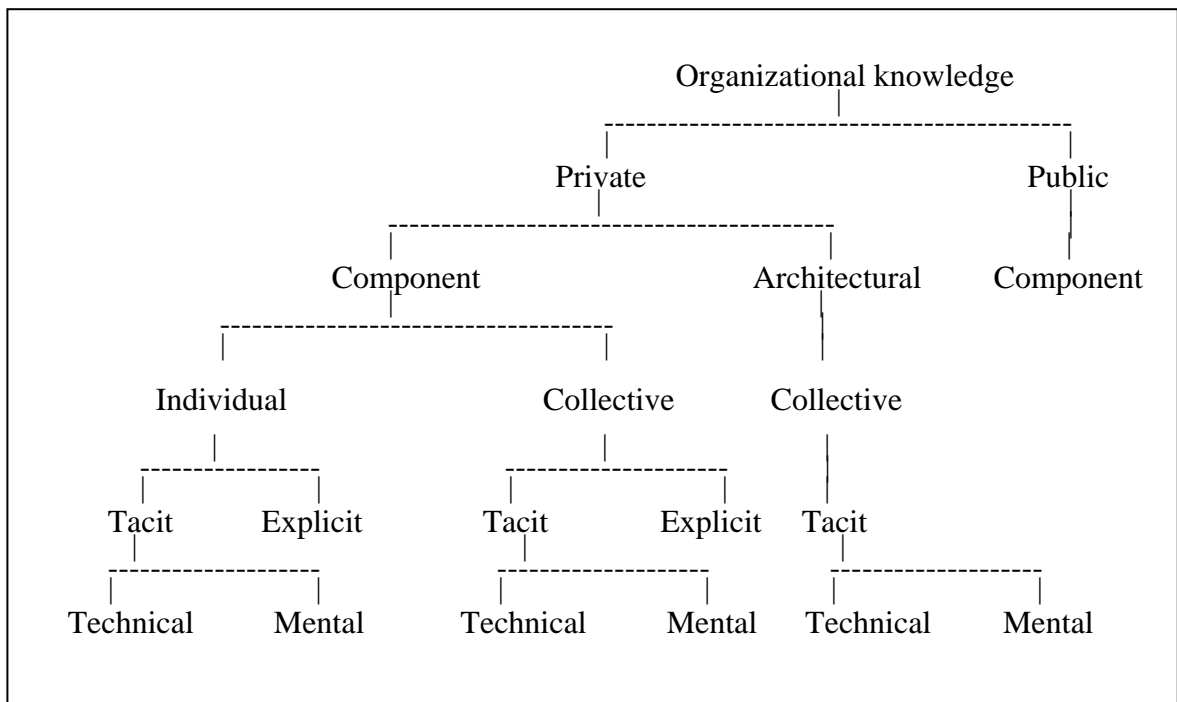 Organizational knowledge
Private Public
Component Architectural Component
Individual Collective Collective
Tacit Explicit Tacit Explicit Tacit
Technical Mental Technical Mental Technical Mental